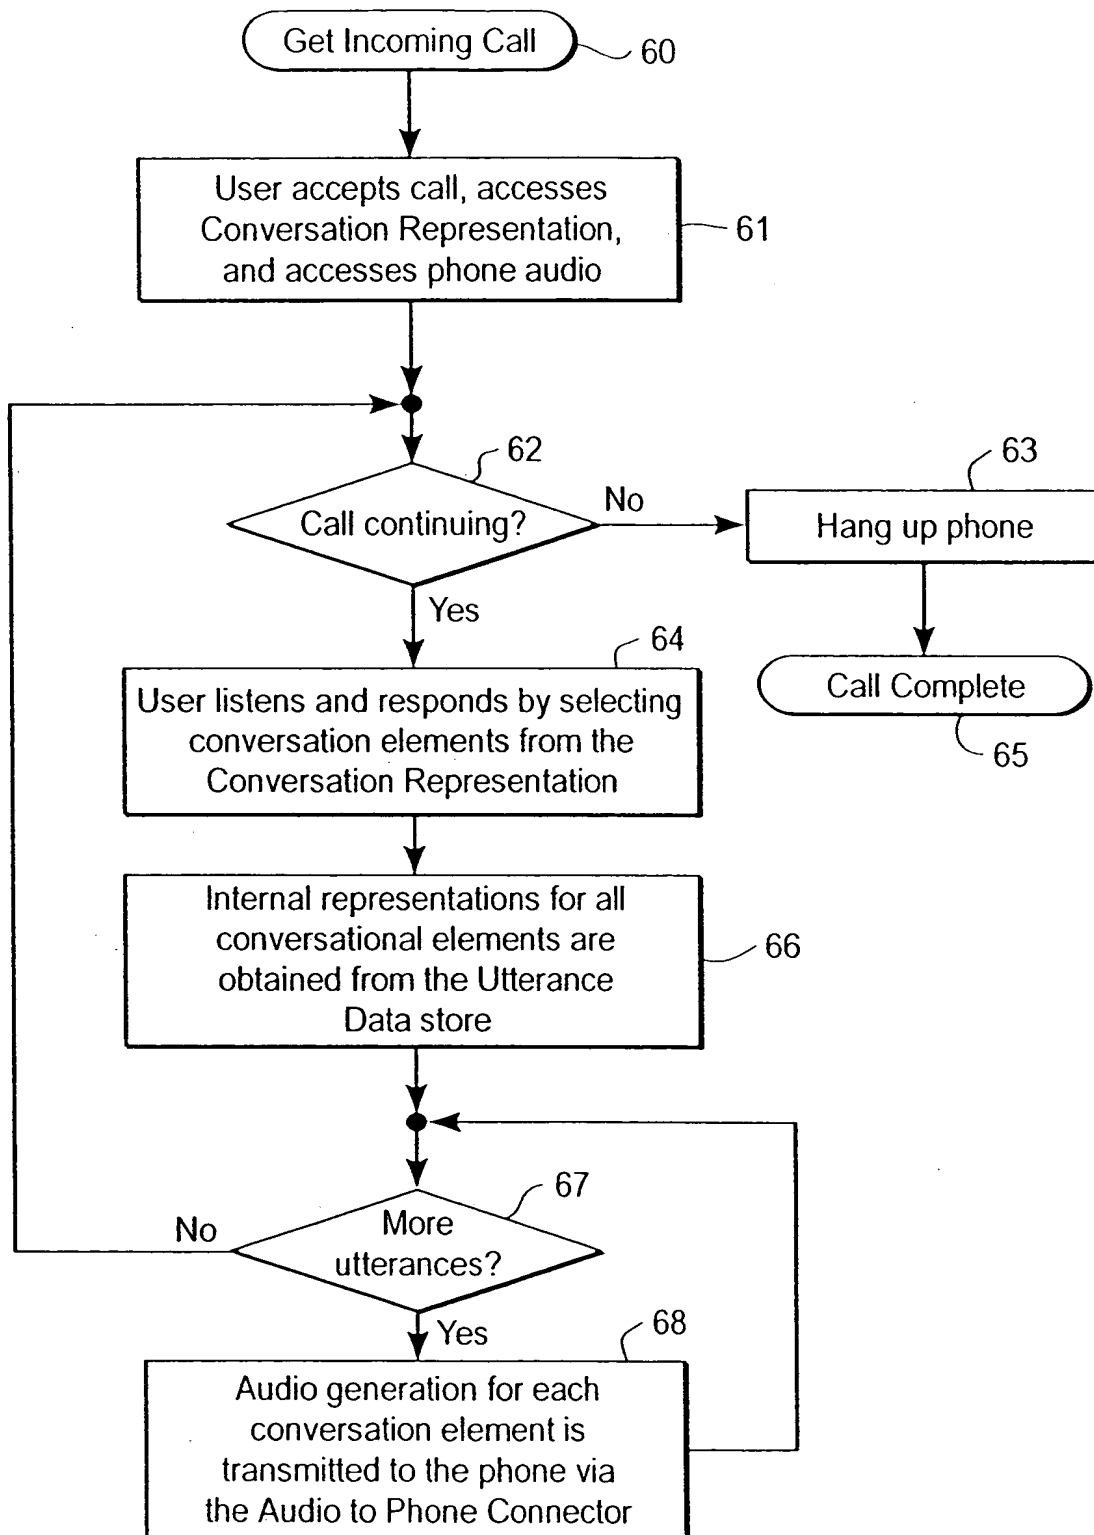 Get Incoming Call
60
User accepts call, accesses
Conversation Representation,
and accesses phone audio
61
62
Call continuing?
No
63
Hang up phone
Yes
Call Complete
65
64
User listens and responds by selecting
conversation elements from the
Conversation Representation
Internal representations for all
conversational elements are
obtained from the Utterance
Data store
66
67
More
utterances?
No
Yes
68
Audio generation for each
conversation element is
transmitted to the phone via
the Audio to Phone Connector